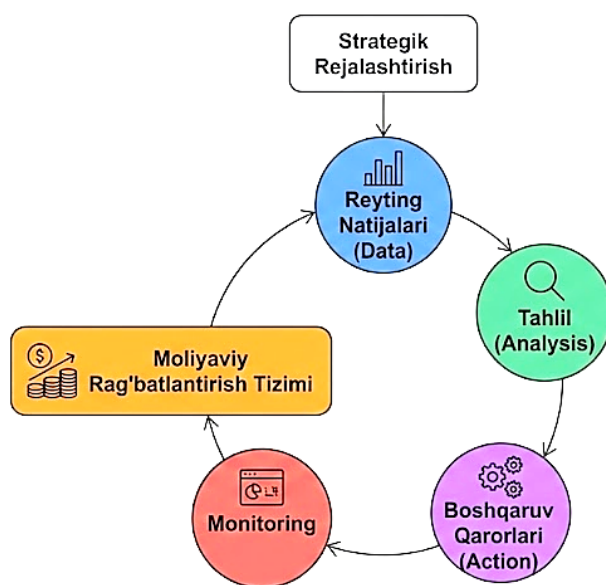 Strategik
Rejalashtirish
Reyting
Natijalari
(Data)
Tahlil
(Analysis)
Boshqaruv
Qarorlari
(Action)
Monitoring
$
Moliyaviy
Rag'batlantirish Tizimi